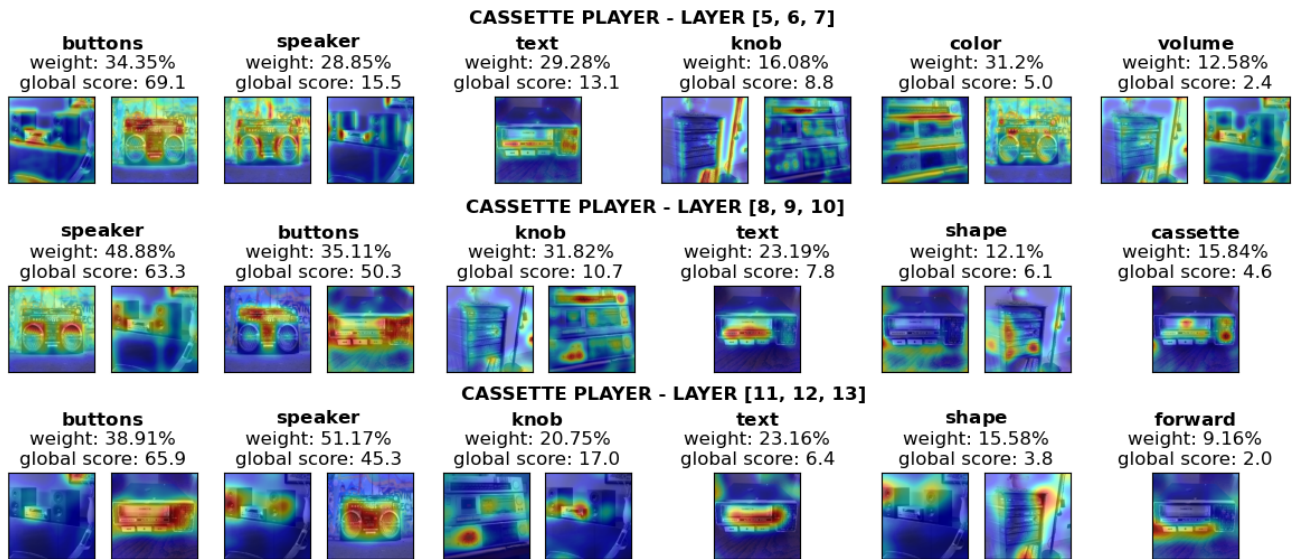 CASSETTE PLAYER - LAYER [5, 6, 7]
buttons speaker text knob color volume
weight: 34.35% weight: 28.85% weight: 29.28% weight: 16.08% weight: 31.2% weight: 12.58%
global score: 69.1 global score: 15.5 global score: 13.1 global score: 8.8 global score: 5.0 global score: 2.4
CASSETTE PLAYER - LAYER [8, 9, 10]
speaker buttons knob text shape cassette
weight: 48.88% weight: 35.11% weight: 31.82% weight: 23.19% weight: 12.1% weight: 15.84%
global score: 63.3 global score: 50.3 global score: 10.7 global score: 7.8 global score: 6.1 global score: 4.6
CASSETTE PLAYER - LAYER [11, 12, 13]
buttons speaker knob text shape forward
weight: 38.91% weight: 51.17% weight: 20.75% weight: 23.16% weight: 15.58% weight: 9.16%
global score: 65.9 global score: 45.3 global score: 17.0 global score: 6.4 global score: 3.8 global score: 2.0